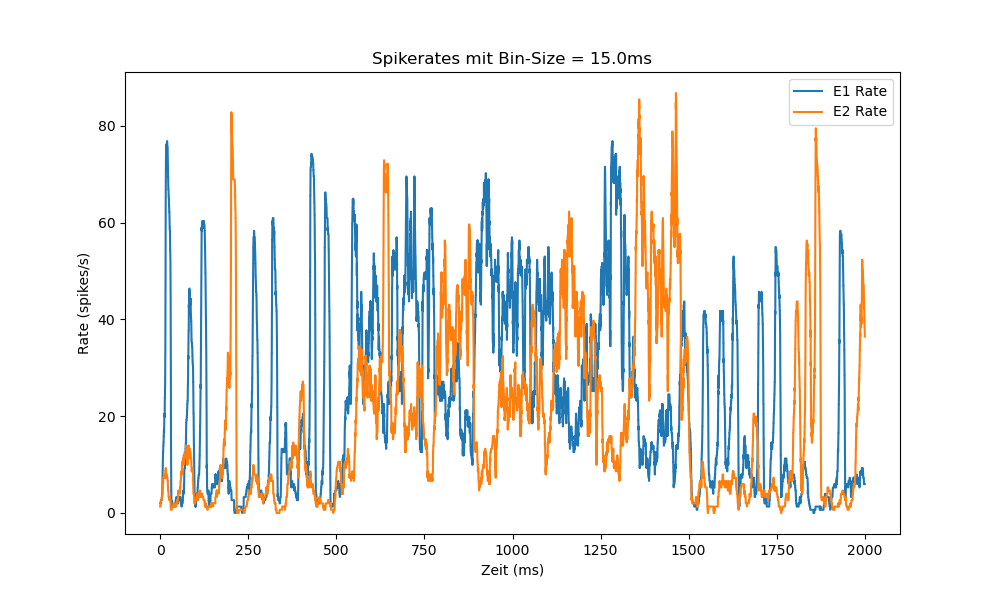 Spikerates mit Bin-Size = 15.0ms
E1 Rate
E2 Rate
80
60
40
20
0
Rate (spikes/s)
0 250 500 750 1000 1250 1500 1750 2000
Zeit (ms)